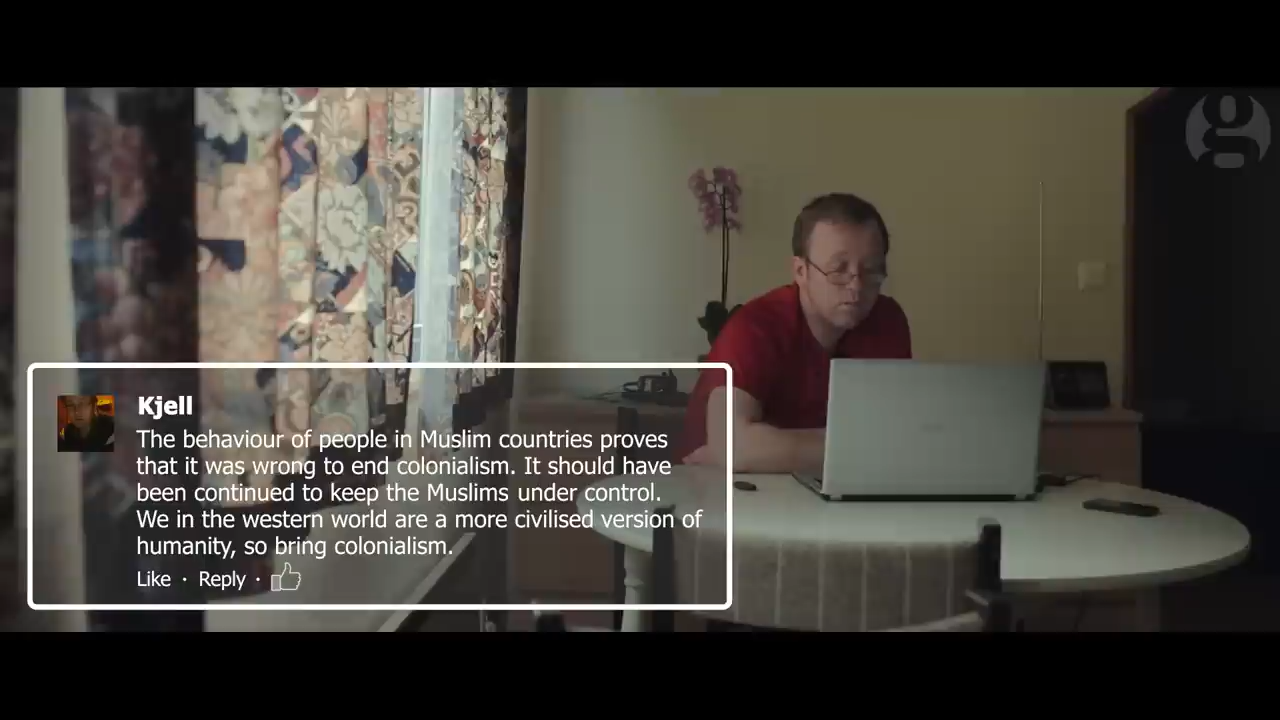 g
Kjell
The behaviour of people in Muslim countries proves
that it was wrong to end colonialism. It should have
been continued to keep the Muslims under control.
We in the western world are a more civilised version of
humanity, so bring colonialism.
Like · Reply ·